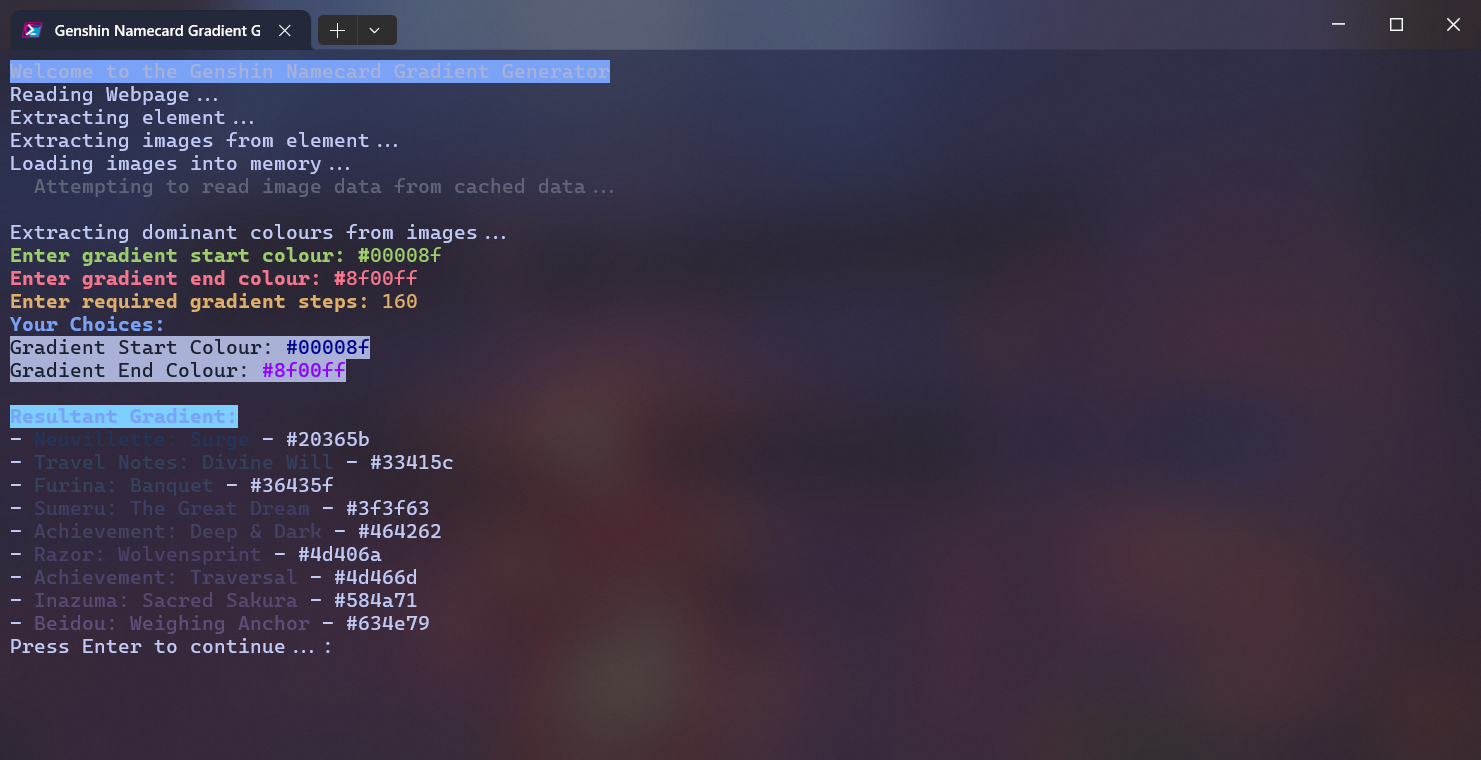 Genshin Namecard Gradient G
Welcome to the Genshin Namecard Gradient Generator
Reading Webpage...
Extracting element...
Extracting images from element...
Loading images into memory...
Attempting to read image data from cached data...
Extracting dominant colours from images...
Enter gradient start colour: #00008f
Enter gradient end colour: #8f00ff
Enter required gradient steps: 160
Your Choices:
Gradient Start Colour: #00008f
Gradient End Colour: #8f00ff
Resultant Gradient:
- Neuvillette: Surge - #20365b
- Travel Notes: Divine Will - #33415c
- Furina: Banquet - #36435f
- Sumeru: The Great Dream - #3f3f63
- Achievement: Deep & Dark - #464262
- Razor: Wolvensprint - #4d406a
- Achievement: Traversal - #4d466d
- Inazuma: Sacred Sakura - #584a71
- Beidou: Weighing Anchor - #634e79
Press Enter to continue...: